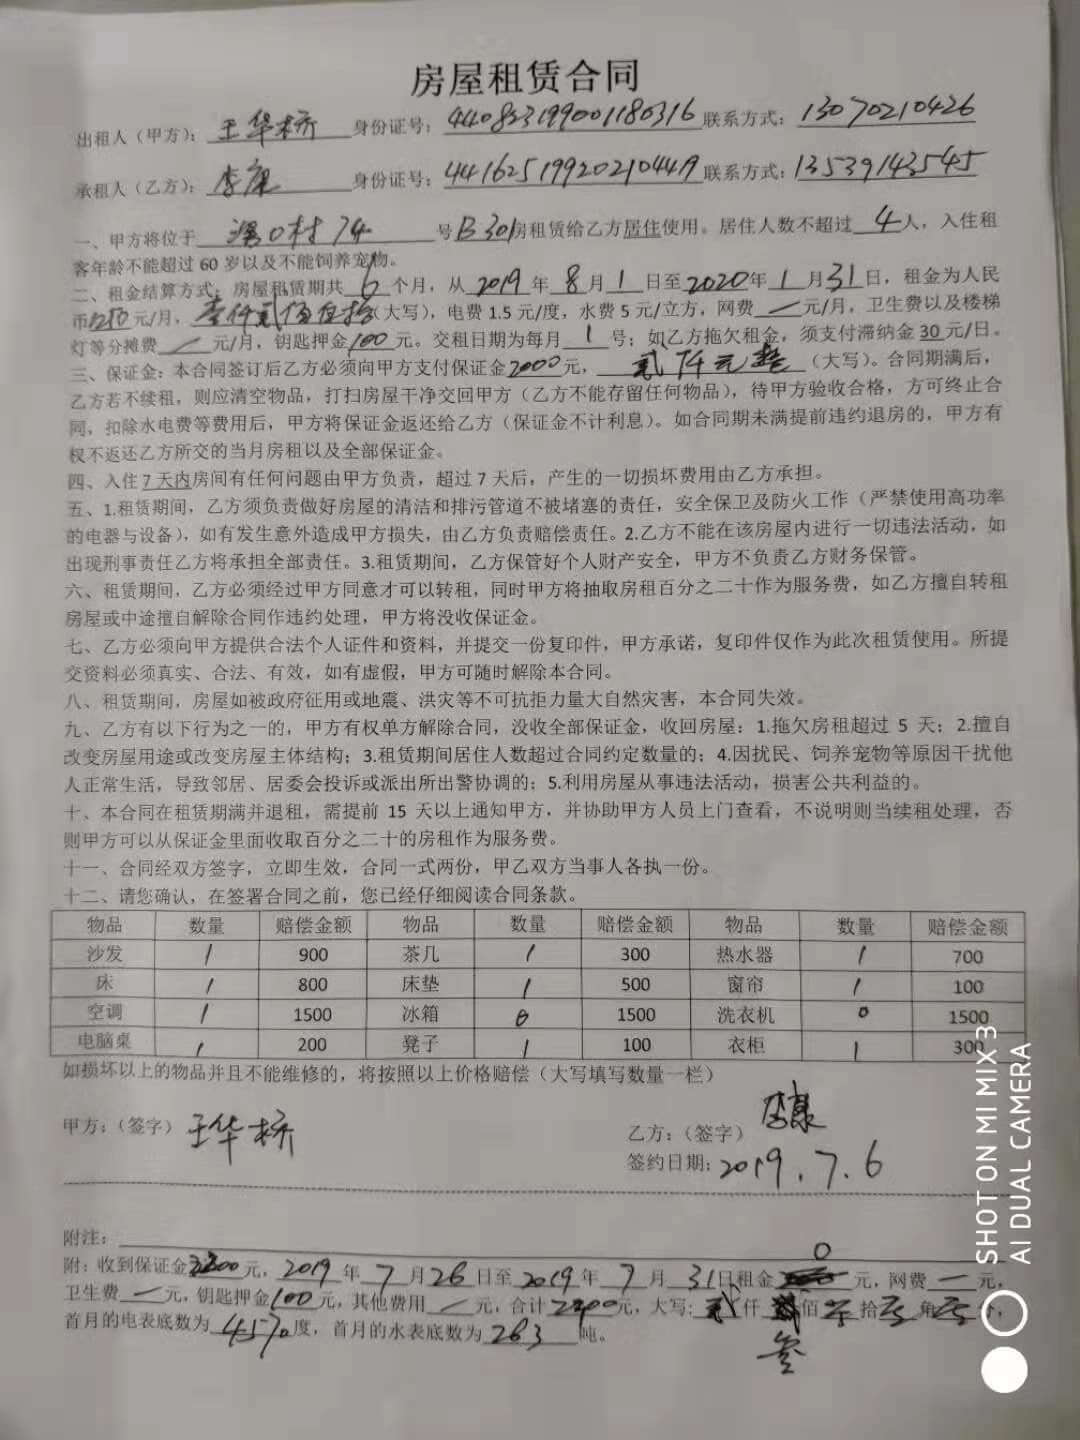 房屋租赁合同
出租人（甲方）：王华桥 身份证号：440823199001180316 联系方式：13070210426
承租人（乙方）：李康 身份证号：441625199202104419 联系方式：13539143545
一、甲方将位于 村74 号B301房租赁给乙方居住使用。居住人数不超过 4 人，入住租
客年龄不能超过 60 岁以及不能饲养宠物。
二、租金结算方式：房屋租赁期共 6 个月，从 2019 年 8 月 1 日至 2020 年 1 月 31 日，租金为人民
币 元/月，壹仟贰佰 拾（大写），电费 1.5 元/度，水费 5 元/立方，网费 一 元/月，卫生费以及楼梯
灯等分摊费 一 元/月，钥匙押金 100 元。交租日期为每月 1 号；如乙方拖欠租金，须支付滞纳金 30 元/日。
三、保证金：本合同签订后乙方必须向甲方支付保证金 2000 元，贰仟元整（大写）。合同期满后，
乙方若不续租，则应清空物品，打扫房屋干净交回甲方（乙方不能存留任何物品），待甲方验收合格，方可终止合
同，扣除水电费等费用后，甲方将保证金返还给乙方（保证金不计利息）。如合同期未满提前违约退房的，甲方有
权不返还乙方所交的当月房租以及全部保证金。
四、入住 7 天内房间有任何问题由甲方负责，超过 7 天后，产生的一切损坏费用由乙方承担。
五、1.租赁期间，乙方须负责做好房屋的清洁和排污管道不被堵塞的责任，安全保卫及防火工作（严禁使用高功率
的电器与设备），如有发生意外造成甲方损失，由乙方负责赔偿责任。2.乙方不能在该房屋内进行一切违法活动，如
出现刑事责任乙方将承担全部责任。3.租赁期间，乙方保管好个人财产安全，甲方不负责乙方财务保管。
六、租赁期间，乙方必须经过甲方同意才可以转租，同时甲方将抽取房租百分之二十作为服务费，如乙方擅自转租
房屋或中途擅自解除合同作违约处理，甲方将没收保证金。
七、乙方必须向甲方提供合法个人证件和资料，并提交一份复印件，甲方承诺，复印件仅作为此次租赁使用。所提
交资料必须真实、合法、有效，如有虚假，甲方可随时解除本合同。
八、租赁期间，房屋如被政府征用或地震、洪灾等不可抗拒力量大自然灾害，本合同失效。
九、乙方有以下行为之一的，甲方有权单方解除合同，没收全部保证金，收回房屋：1.拖欠房租超过 5 天；2.擅自
改变房屋用途或改变房屋主体结构；3.租赁期间居住人数超过合同约定数量的；4.因扰民、饲养宠物等原因干扰他
人正常生活，导致邻居、居委会投诉或派出所出警协调的；5.利用房屋从事违法活动，损害公共利益的。
十、本合同在租赁期满并退租，需提前 15 天以上通知甲方，并协助甲方人员上门查看，不说明则当续租处理，否
则甲方可以从保证金里面收取百分之二十的房租作为服务费。
十一、合同经双方签字，立即生效，合同一式两份，甲乙双方当事人各执一份。
十二、请您确认，在签署合同之前，您已经仔细阅读合同条款。
物品 数量 赔偿金额 物品 数量 赔偿金额 物品 数量 赔偿金额
沙发 1 900 茶几 1 300 热水器 1 700
床 1 800 床垫 1 500 窗帘 1 100
空调 1 1500 冰箱 0 1500 洗衣机 0 1500
电脑桌 1 200 凳子 1 100 衣柜 1 300
如损坏以上的物品并且不能维修的，将按照以上价格赔偿（大写填写数量一栏）
甲方：（签字）王华桥
乙方：（签字）李康
签约日期：2019.7.6
附注：
附：收到保证金 元，2019 年 7 月 26 日至 2019 年 7 月 31 日租金 0 元，网费 一 元，
卫生费 一 元，钥匙押金 100 元，其他费用 一 元，合计 元，大写：贰 仟 佰 拾 角 分，
叁
首月的电表底数为 4570 度，首月的水表底数为 263 吨。
SHOT ON MI MIX 3
AI DUAL CAMERA